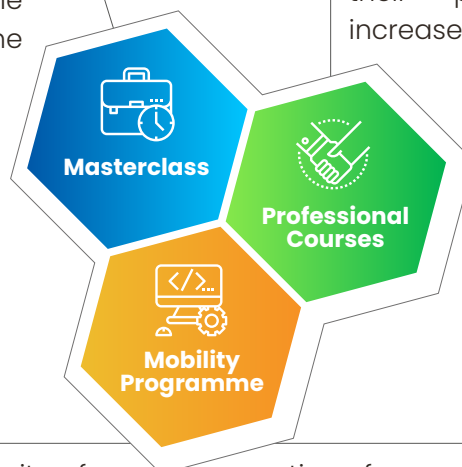 increase
Masterclass
Professional
Courses
</>...
Mobility
Programme